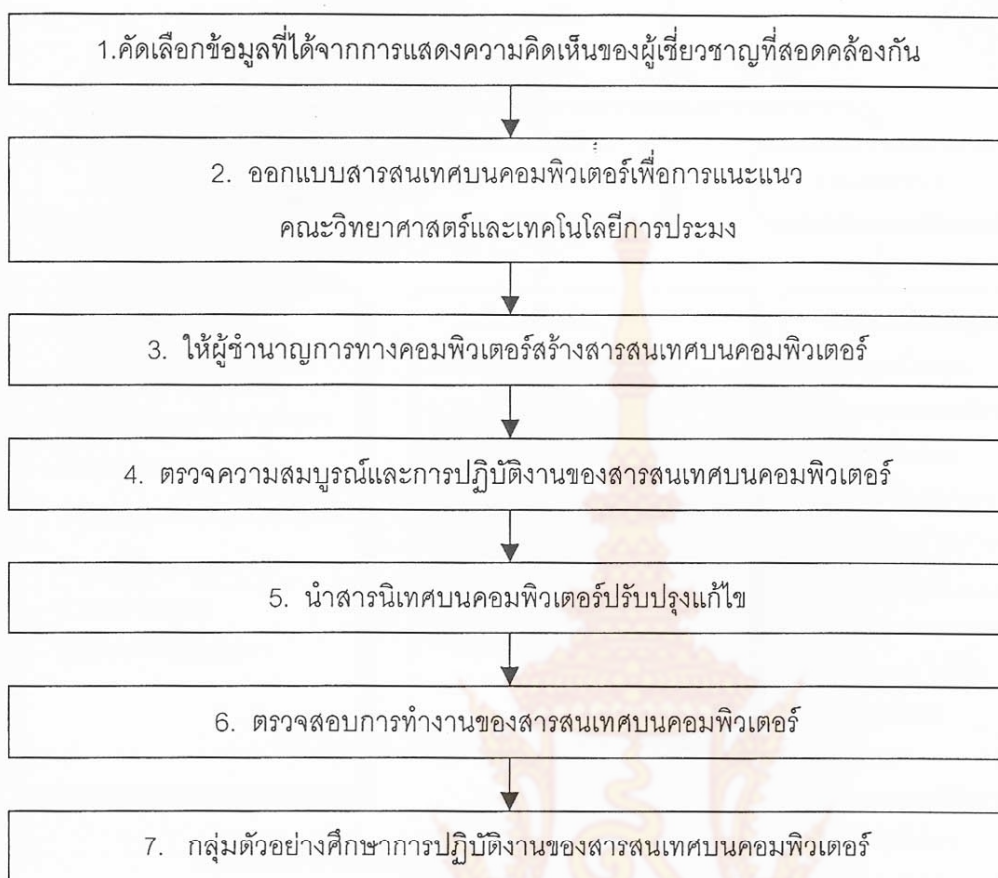 1.คัดเลือกข้อมูลที่ได้จากการแสดงความคิดเห็นของผู้เชี่ยวชาญที่สอดคล้องกัน
2. ออกแบบสารสนเทศบนคอมพิวเตอร์เพื่อการแนะแนว
คณะวิทยาศาสตร์และเทคโนโลยีการประมง
3. ให้ผู้ชำนาญการทางคอมพิวเตอร์สร้างสารสนเทศบนคอมพิวเตอร์
4. ตรวจความสมบูรณ์และการปฏิบัติงานของสารสนเทศบนคอมพิวเตอร์
5. นำสารนิเทศบนคอมพิวเตอร์ปรับปรุงแก้ไข
6. ตรวจสอบการทำงานของสารสนเทศบนคอมพิวเตอร์
7. กลุ่มตัวอย่างศึกษาการปฏิบัติงานของสารสนเทศบนคอมพิวเตอร์